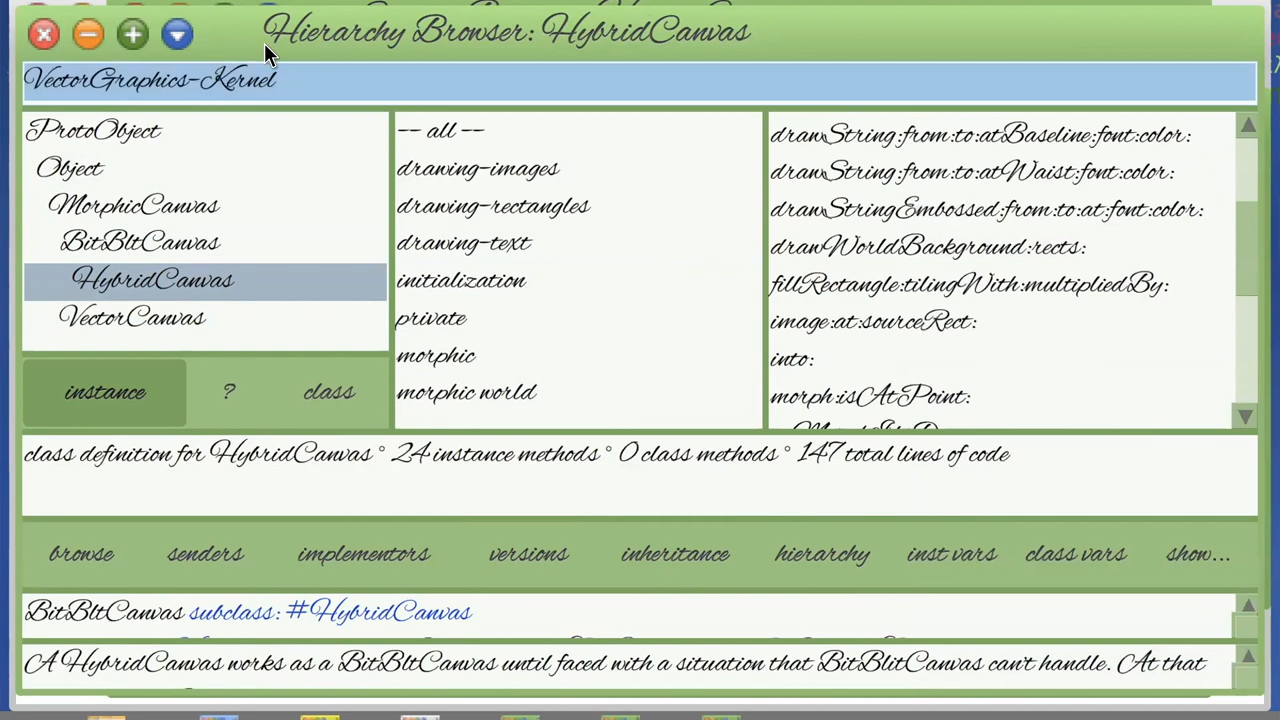 Hierarchy Browser: HybridCanvas
VectorGraphics-Kernel
ProtoObject
Object
MorphicCanvas
BitBltCanvas
HybridCanvas
VectorCanvas
instance
?
class
-- all --
drawing-images
drawing-rectangles
drawing-text
initialization
private
morphic
morphic world
drawString:from:to:atBaseline:font:color:
drawString:from:to:atWaist:font:color:
drawStringEmbossed:from:to:at:font:color:
drawWorldBackground:rects:
fillRectangle:tilingWith:multipliedBy:
image:at:sourceRect:
into:
morph:isAtPoint:
class definition for HybridCanvas ° 24 instance methods ° 0 class methods ° 147 total lines of code
browse senders implementors versions inheritance hierarchy inst vars class vars show...
BitBltCanvas subclass: #HybridCanvas
A HybridCanvas works as a BitBltCanvas until faced with a situation that BitBlitCanvas can't handle. At that